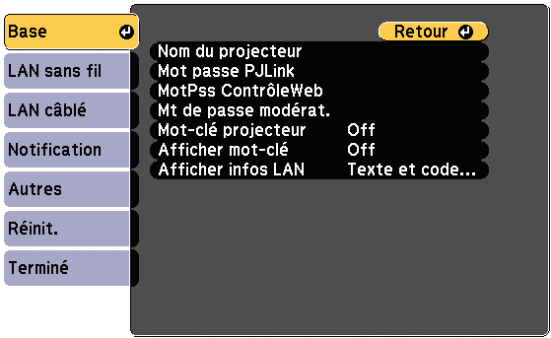 Base
LAN sans fil
LAN câblé
Notification
Autres
Réinit.
Terminé
Retour
Nom du projecteur
Mot passe PJLink
MotPss ContrôleWeb
Mt de passe modérat.
Mot-clé projecteur Off
Afficher mot-clé Off
Afficher infos LAN Texte et code...